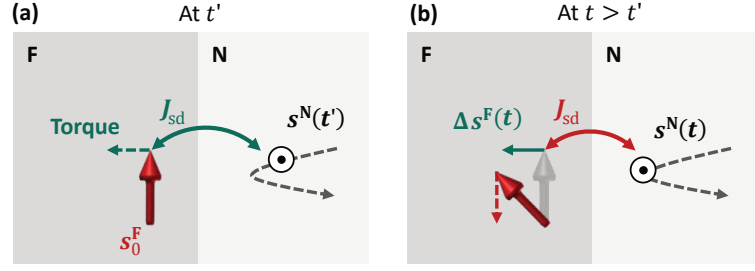 (a) At t′
F N
J_sd s^N(t′)
Torque
s_0^F
(b) At t > t′
F N
Δs^F(t) J_sd s^N(t)